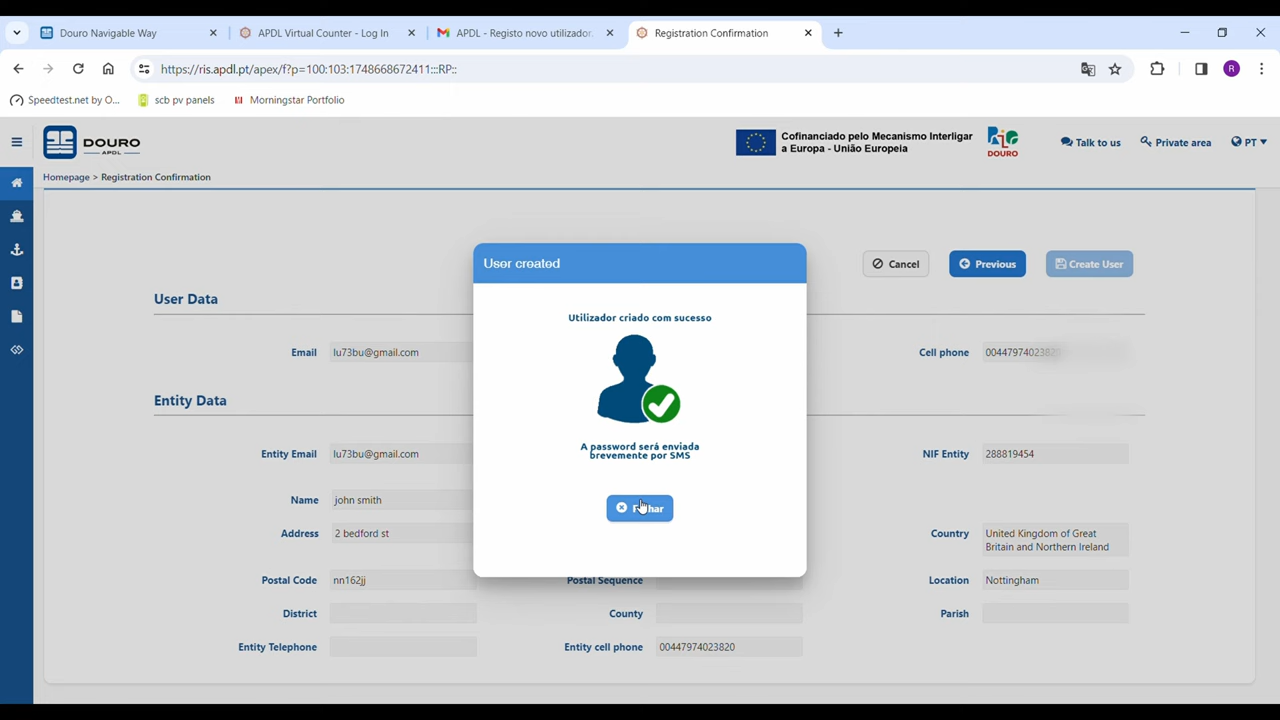 Douro Navigable Way
APDL Virtual Counter - Log In
APDL - Registo novo utilizador.
Registration Confirmation
https://ris.apdl.pt/apex/f?p=100:103:1748668672411:::RP::
R
Speedtest.net by O...
scb pv panels
Morningstar Portfolio
DOURO
APDL
Cofinanciado pelo Mecanismo Interligar
a Europa - União Europeia
DOURO
Talk to us
Private area
PT
Homepage > Registration Confirmation
Cancel
Previous
Create User
User created
Utilizador criado com sucesso
A password será enviada
brevemente por SMS
User Data
Email
lu73bu@gmail.com
Cell phone
Entity Data
Entity Email
lu73bu@gmail.com
NIF Entity
288819454
Name
john smith
Address
2 bedford st
Country
United Kingdom of Great
Britain and Northern Ireland
Postal Code
nn162jj
Postal Sequence
Location
Nottingham
District
County
Parish
Entity Telephone
Entity cell phone
00447974023820